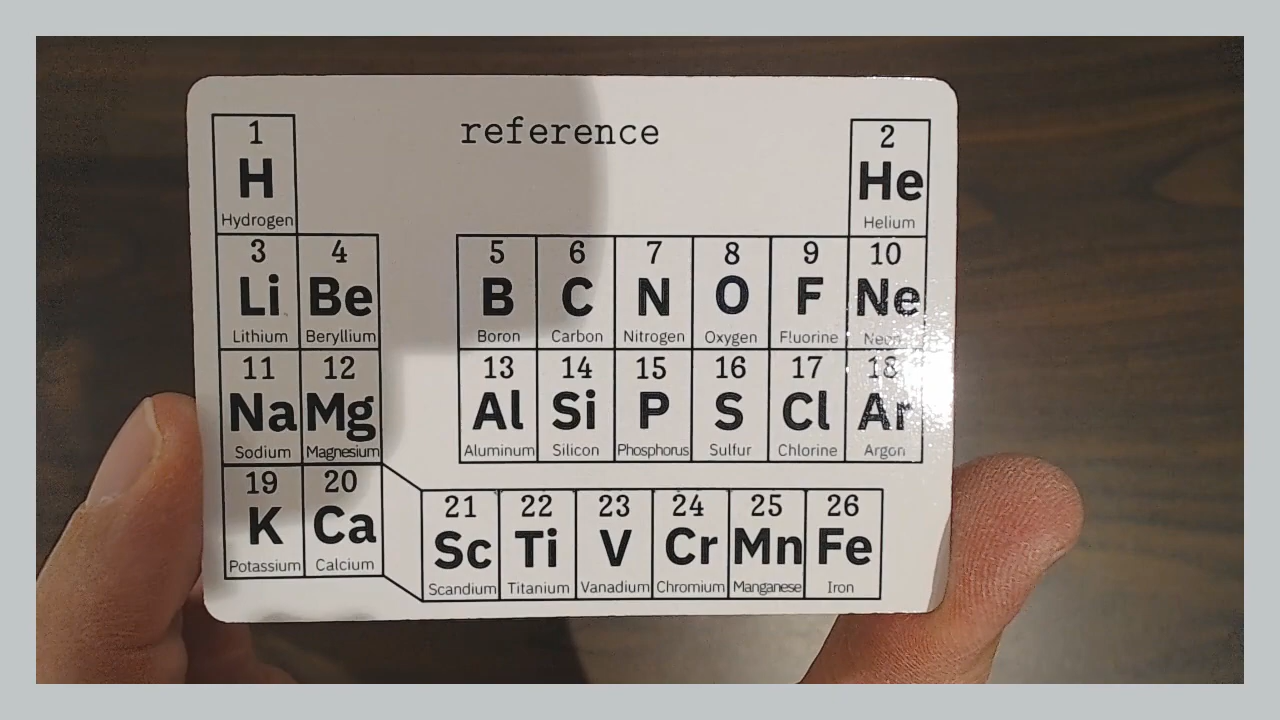 reference
1 2
H He
Hydrogen Helium
3 4 5 6 7 8 9 10
Li Be B C N O F Ne
Lithium Beryllium Boron Carbon Nitrogen Oxygen Fluorine Neon
11 12 13 14 15 16 17 18
Na Mg Al Si P S Cl Ar
Sodium Magnesium Aluminum Silicon Phosphorus Sulfur Chlorine Argon
19 20 21 22 23 24 25 26
K Ca Sc Ti V Cr Mn Fe
Potassium Calcium Scandium Titanium Vanadium Chromium Manganese Iron